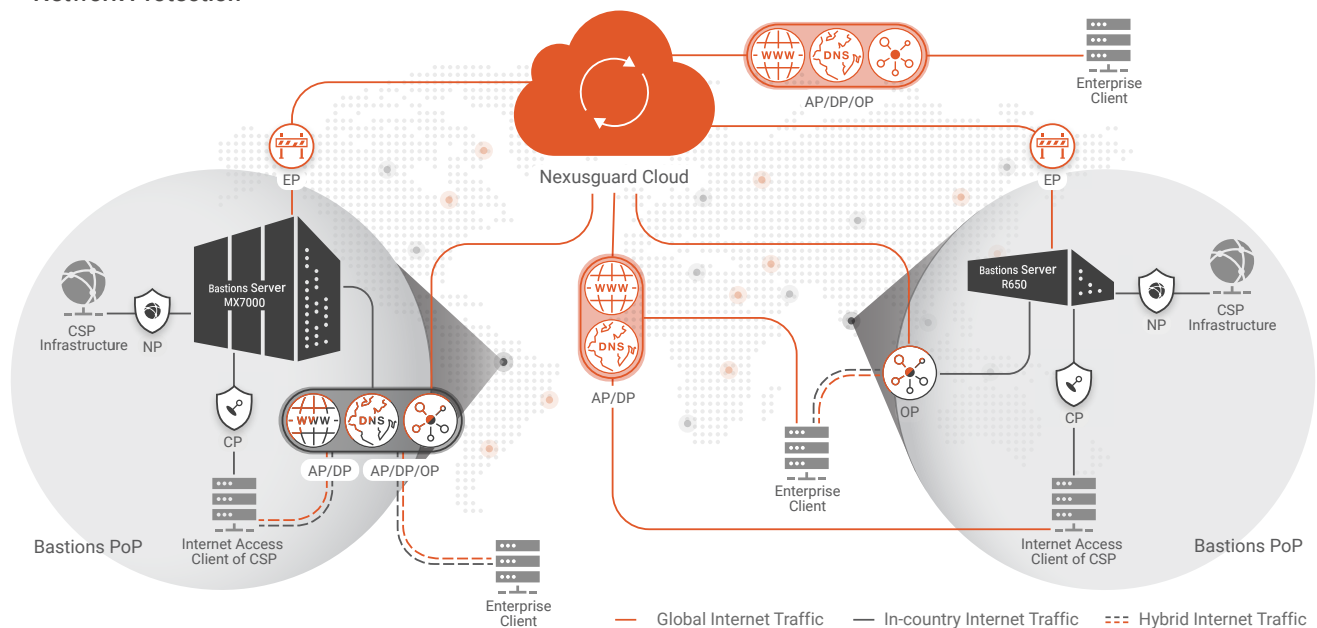 WWW
DNS
AP/DP/OP
Enterprise
Client
Nexusguard Cloud
EP
EP
Bastions Server
MX7000
CSP
Infrastructure
NP
CP
WWW
DNS
AP/DP
AP/DP/OP
Internet Access
Client of CSP
Bastions PoP
Enterprise
Client
WWW
DNS
AP/DP
Enterprise
Client
OP
Bastions Server
R650
NP
CSP
Infrastructure
CP
Internet Access
Client of CSP
Bastions PoP
Global Internet Traffic
In-country Internet Traffic
Hybrid Internet Traffic